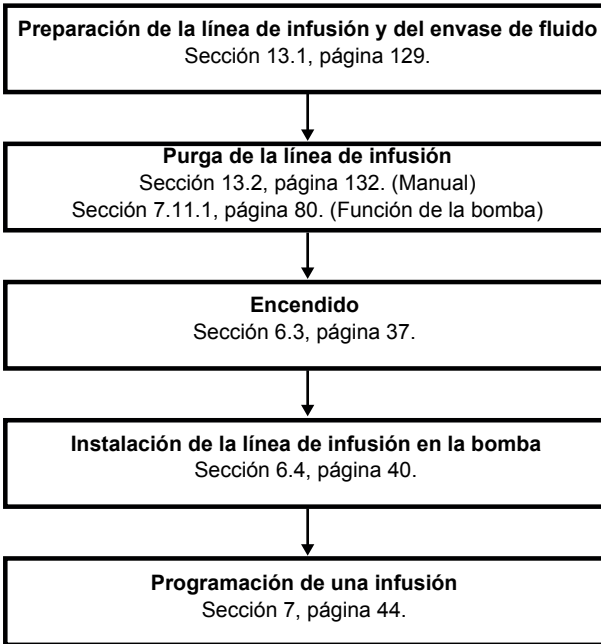 Preparación de la línea de infusión y del envase de fluido
Sección 13.1, página 129.
Purga de la línea de infusión
Sección 13.2, página 132. (Manual)
Sección 7.11.1, página 80. (Función de la bomba)
Encendido
Sección 6.3, página 37.
Instalación de la línea de infusión en la bomba
Sección 6.4, página 40.
Programación de una infusión
Sección 7, página 44.